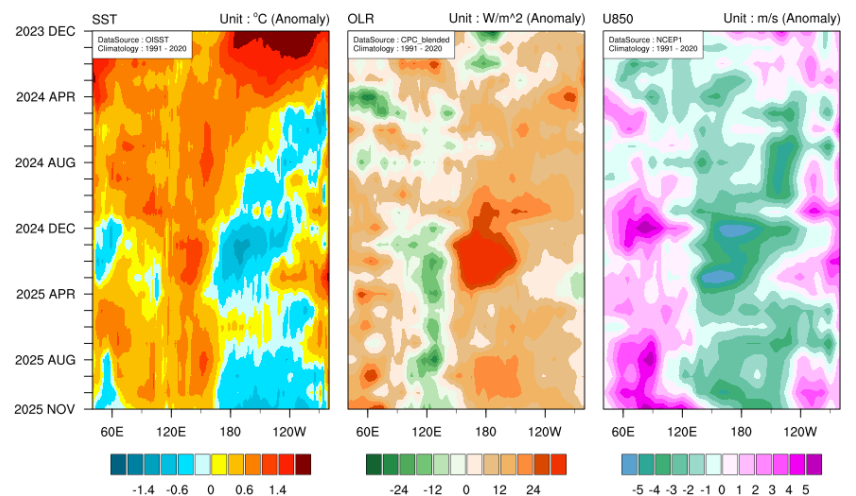 SST Unit : °C (Anomaly)
DataSource : OISST
Climatology : 1991 - 2020
2023 DEC
2024 APR
2024 AUG
2024 DEC
2025 APR
2025 AUG
2025 NOV
60E 120E 180 120W
-1.4 -0.6 0 0.6 1.4
OLR Unit : W/m^2 (Anomaly)
DataSource : CPC_blended
Climatology : 1991 - 2020
60E 120E 180 120W
-24 -12 0 12 24
U850 Unit : m/s (Anomaly)
DataSource : NCEP1
Climatology : 1991 - 2020
60E 120E 180 120W
-5 -4 -3 -2 -1 0 1 2 3 4 5